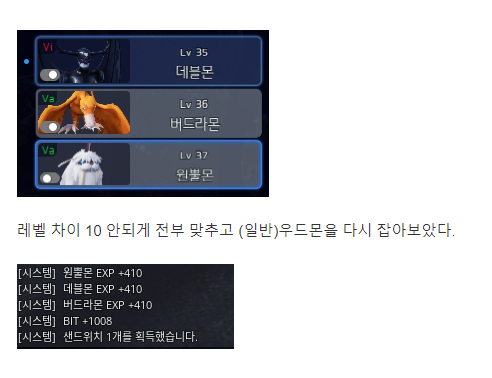 Vi
Lv 35
데블몬
Va
Lv 36
버드라몬
Va
Lv 37
원뿔몬
레벨 차이 10 안되게 전부 맞추고 (일반)우드몬을 다시 잡아보았다.
[시스템] 원뿔몬 EXP +410
[시스템] 데블몬 EXP +410
[시스템] 버드라몬 EXP +410
[시스템] BIT +1008
[시스템] 샌드위치 1개를 획득했습니다.